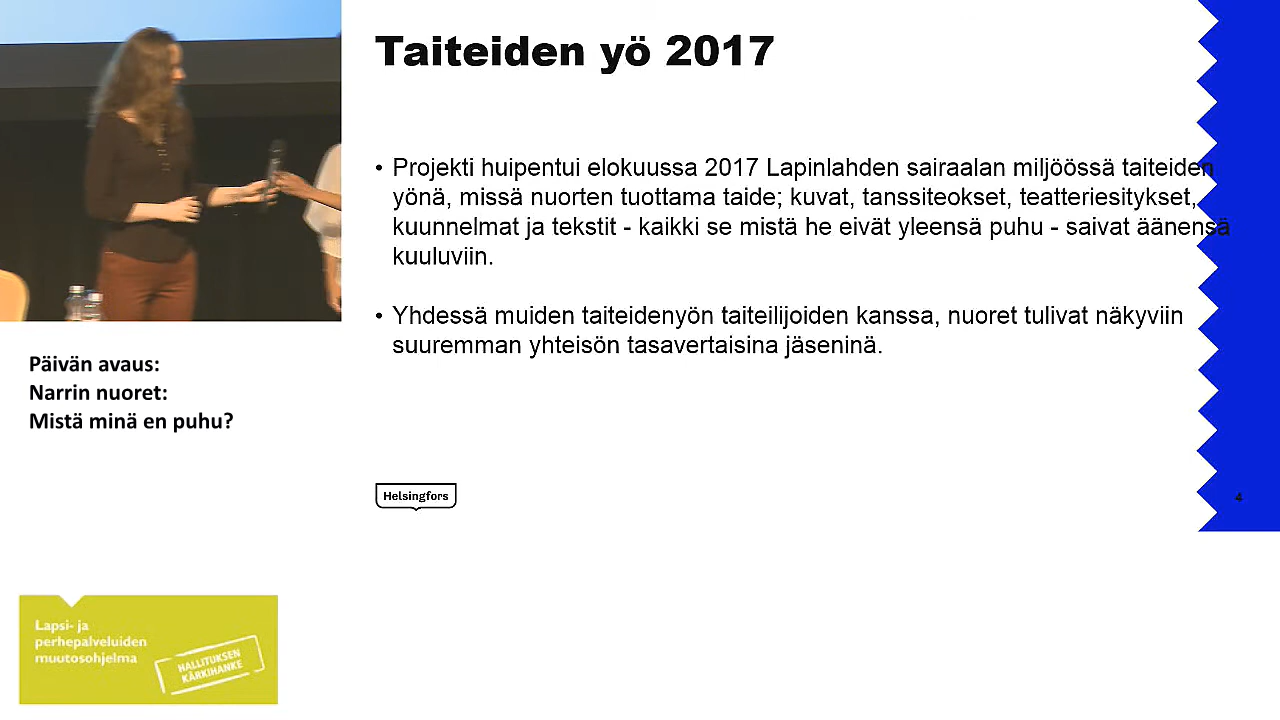 Taiteiden yö 2017
• Projekti huipentui elokuussa 2017 Lapinlahden sairaalan miljöössä taiteiden
yönä, missä nuorten tuottama taide; kuvat, tanssiteokset, teatteriesitykset,
kuunnelmat ja tekstit - kaikki se mistä he eivät yleensä puhu - saivat äänensä
kuuluviin.
• Yhdessä muiden taiteidenyön taiteilijoiden kanssa, nuoret tulivat näkyviin
suuremman yhteisön tasavertaisina jäseninä.
Helsingfors
4
Päivän avaus:
Narrin nuoret:
Mistä minä en puhu?
Lapsi- ja
perhepalveluiden
muutosohjelma
HALLITUKSEN
KÄRKIHANKE